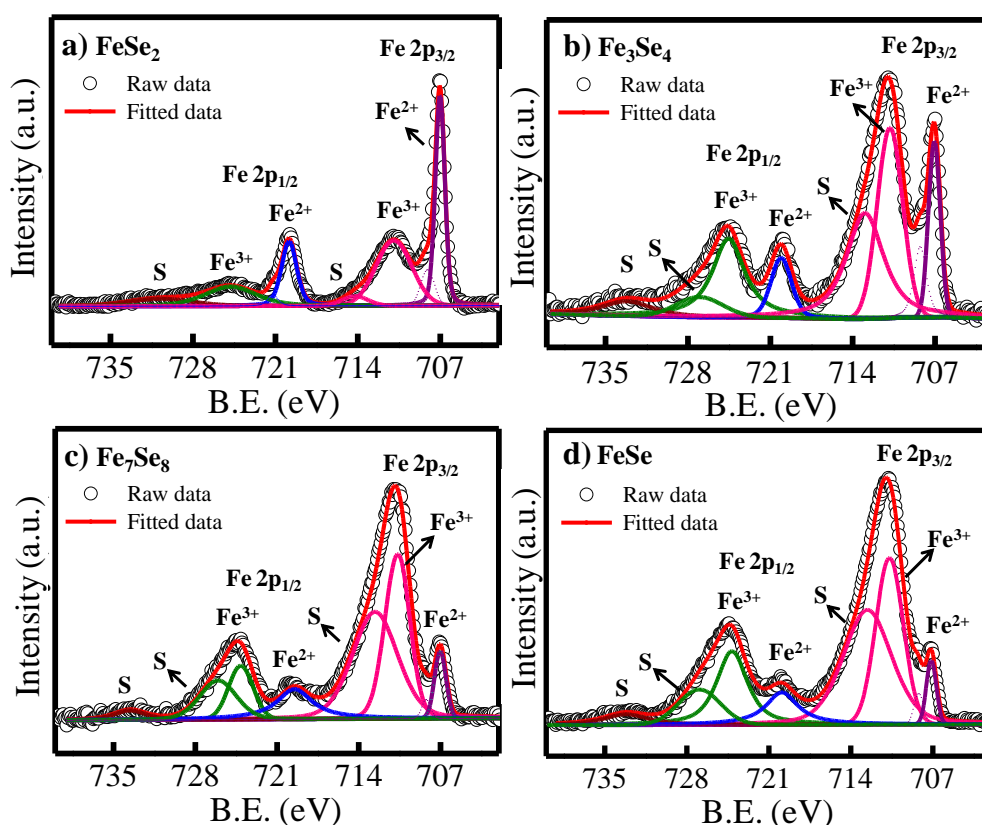 a) FeSe₂
Fe 2p₃/₂
Raw data
Fitted data
Fe²⁺
Fe 2p₁/₂
Fe²⁺
Fe³⁺
Fe³⁺
S
S
Intensity (a.u.)
735 728 721 714 707
B.E. (eV)
b) Fe₃Se₄
Fe 2p₃/₂
Raw data
Fitted data
Fe³⁺
Fe²⁺
Fe 2p₁/₂
Fe³⁺
S
Fe²⁺
S
S
Intensity (a.u.)
735 728 721 714 707
B.E. (eV)
c) Fe₇Se₈
Fe 2p₃/₂
Raw data
Fitted data
Fe³⁺
Fe 2p₁/₂
Fe³⁺
S
Fe²⁺
Fe²⁺
S
S
Intensity (a.u.)
735 728 721 714 707
B.E. (eV)
d) FeSe
Fe 2p₃/₂
Raw data
Fitted data
Fe³⁺
Fe 2p₁/₂
Fe³⁺
S
Fe²⁺
Fe²⁺
S
S
Intensity (a.u.)
735 728 721 714 707
B.E. (eV)